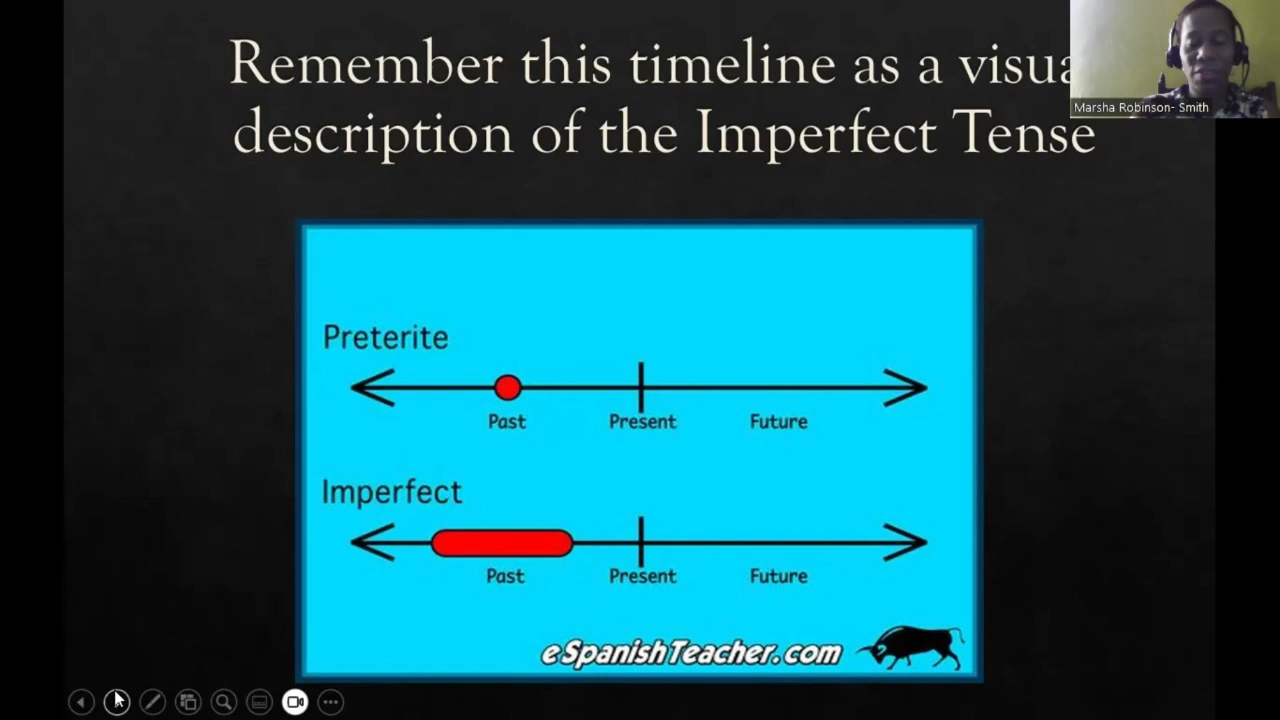 Remember this timeline as a visua
description of the Imperfect Tense
Marsha Robinson- Smith
Preterite
Past Present Future
Imperfect
Past Present Future
eSpanishTeacher.com